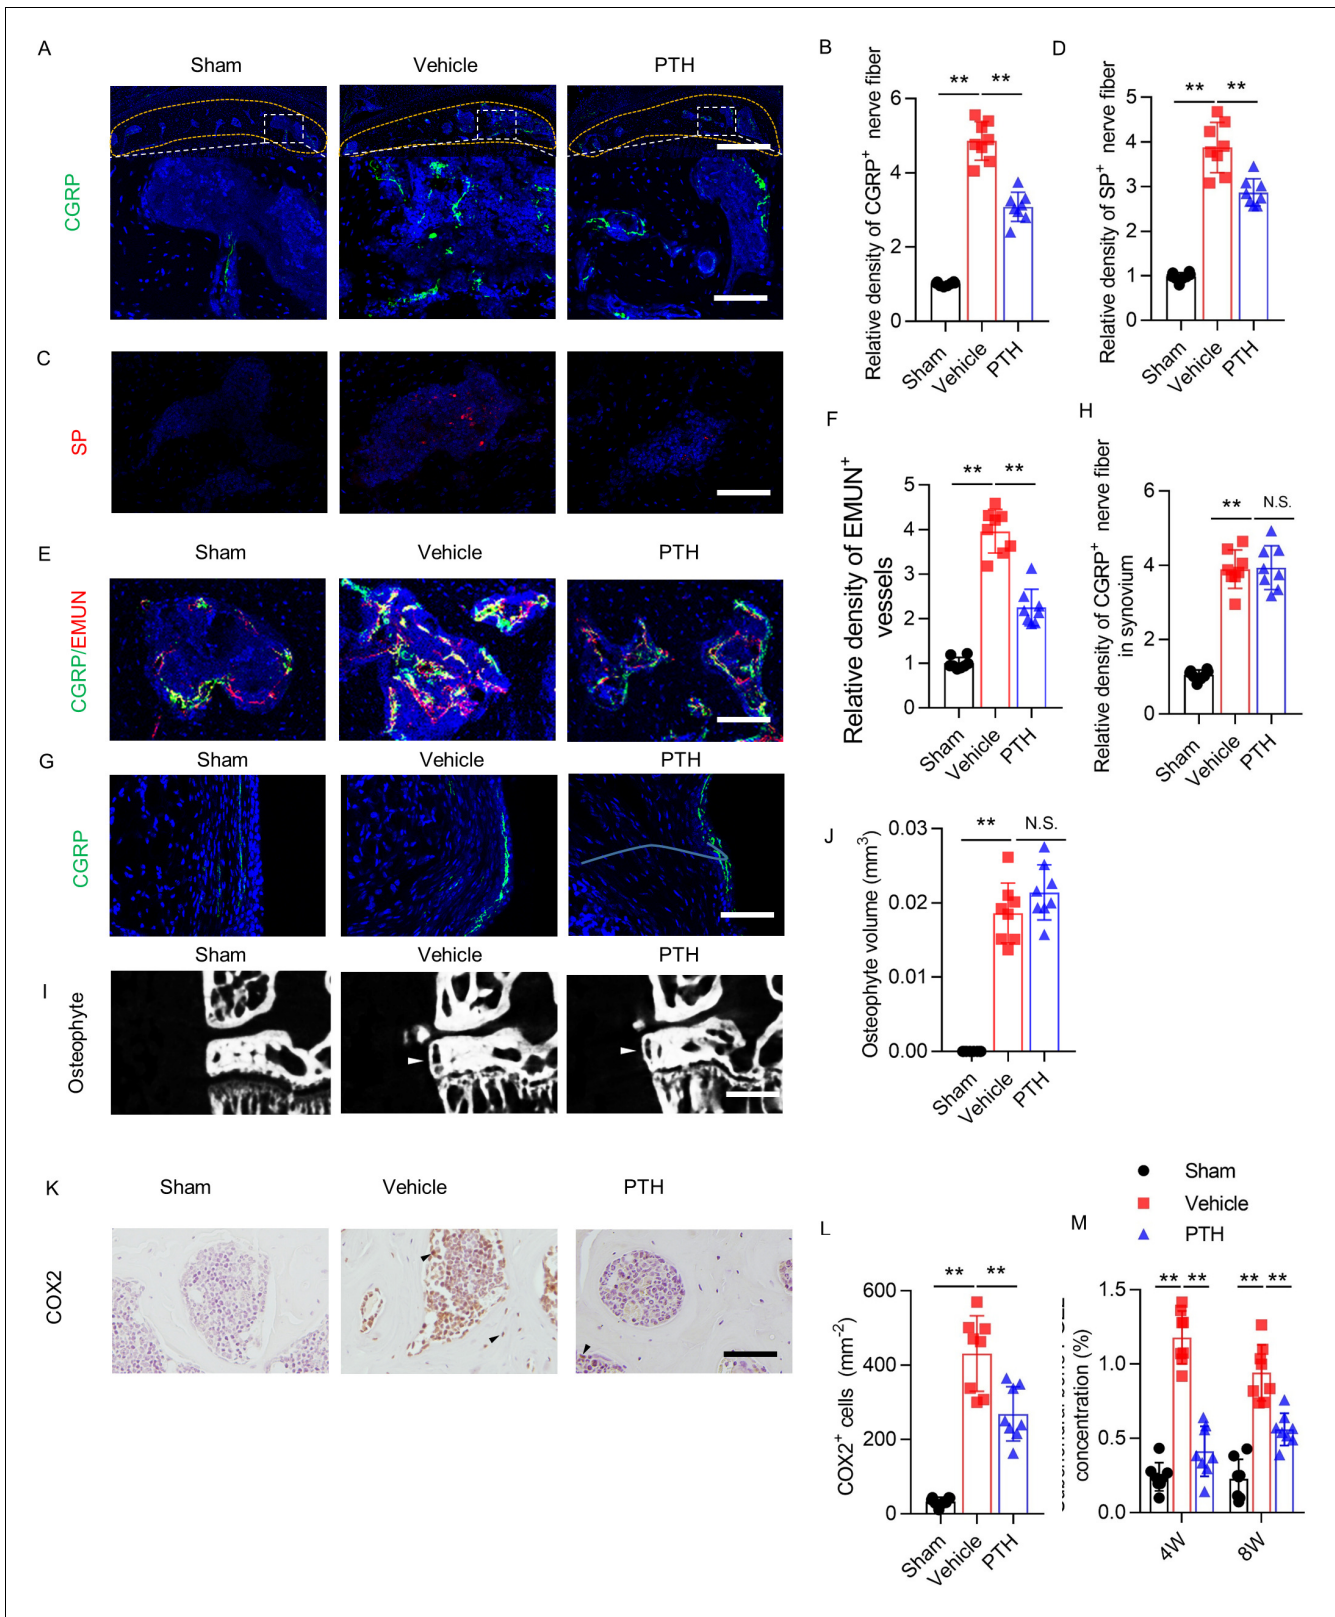 A
Sham
Vehicle
PTH
CGRP
B
Relative density of CGRP+ nerve fiber
** **
6
4
2
0
Sham
Vehicle
PTH
D
Relative density of SP+ nerve fiber
** **
5
4
3
2
1
0
Sham
Vehicle
PTH
C
SP
E
Sham
Vehicle
PTH
CGRP/EMUN
F
Relative density of EMUN+
vessels
** **
5
4
3
2
1
0
Sham
Vehicle
PTH
H
Relative density of CGRP+ nerve fiber
in synovium
** N.S.
6
4
2
0
Sham
Vehicle
PTH
G
Sham
Vehicle
PTH
CGRP
I
Sham
Vehicle
PTH
Osteophyte
J
Osteophyte volume (mm3)
** N.S.
0.03
0.02
0.01
0.00
Sham
Vehicle
PTH
K
Sham
Vehicle
PTH
COX2
Sham
Vehicle
PTH
L
COX2+ cells (mm-2)
** **
600
400
200
0
Sham
Vehicle
PTH
M
concentration (%)
** ** ** **
1.5
1.0
0.5
0.0
4W
8W